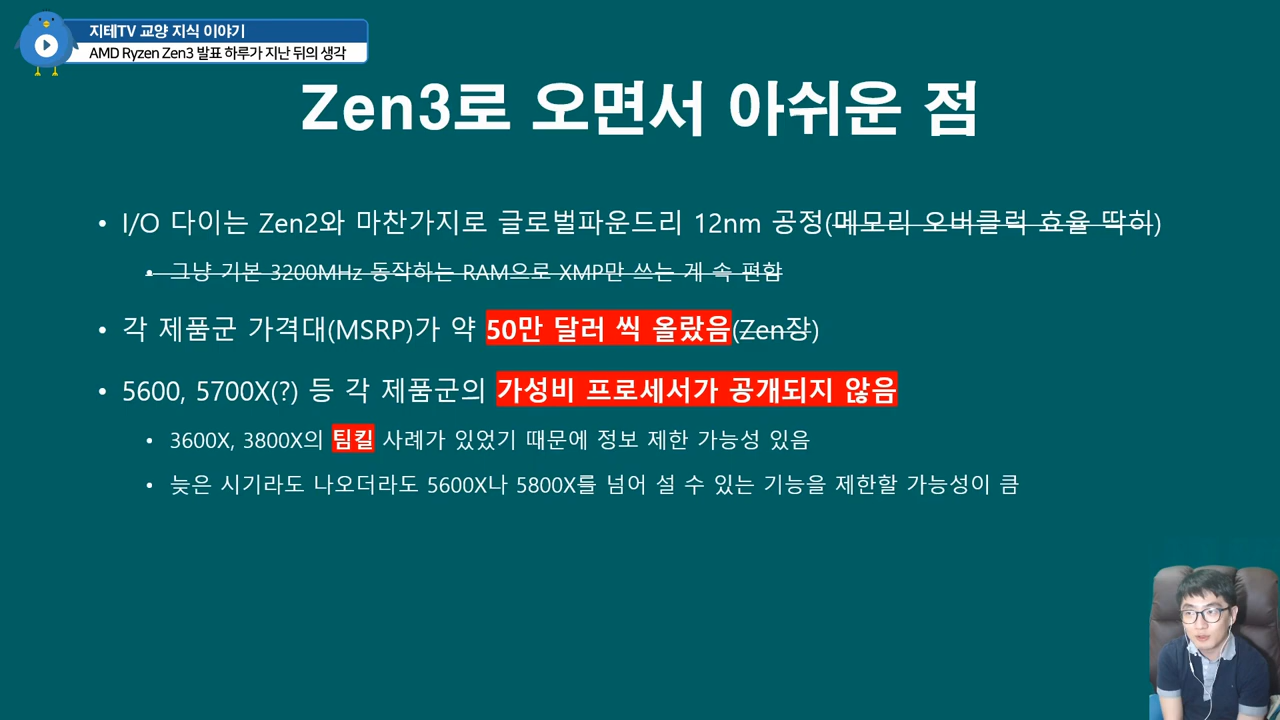 지테TV 교양 지식 이야기
AMD Ryzen Zen3 발표 하루가 지난 뒤의 생각
Zen3로 오면서 아쉬운 점
• I/O 다이는 Zen2와 마찬가지로 글로벌파운드리 12nm 공정(메모리 오버클럭 효율 딱히)
• 그냥 기본 3200MHz 동작하는 RAM으로 XMP만 쓰는 게 속 편함
• 각 제품군 가격대(MSRP)가 약 50만 달러 씩 올랐음(Zen장)
• 5600, 5700X(?) 등 각 제품군의 가성비 프로세서가 공개되지 않음
• 3600X, 3800X의 팀킬 사례가 있었기 때문에 정보 제한 가능성 있음
• 늦은 시기라도 나오더라도 5600X나 5800X를 넘어 설 수 있는 기능을 제한할 가능성이 큼